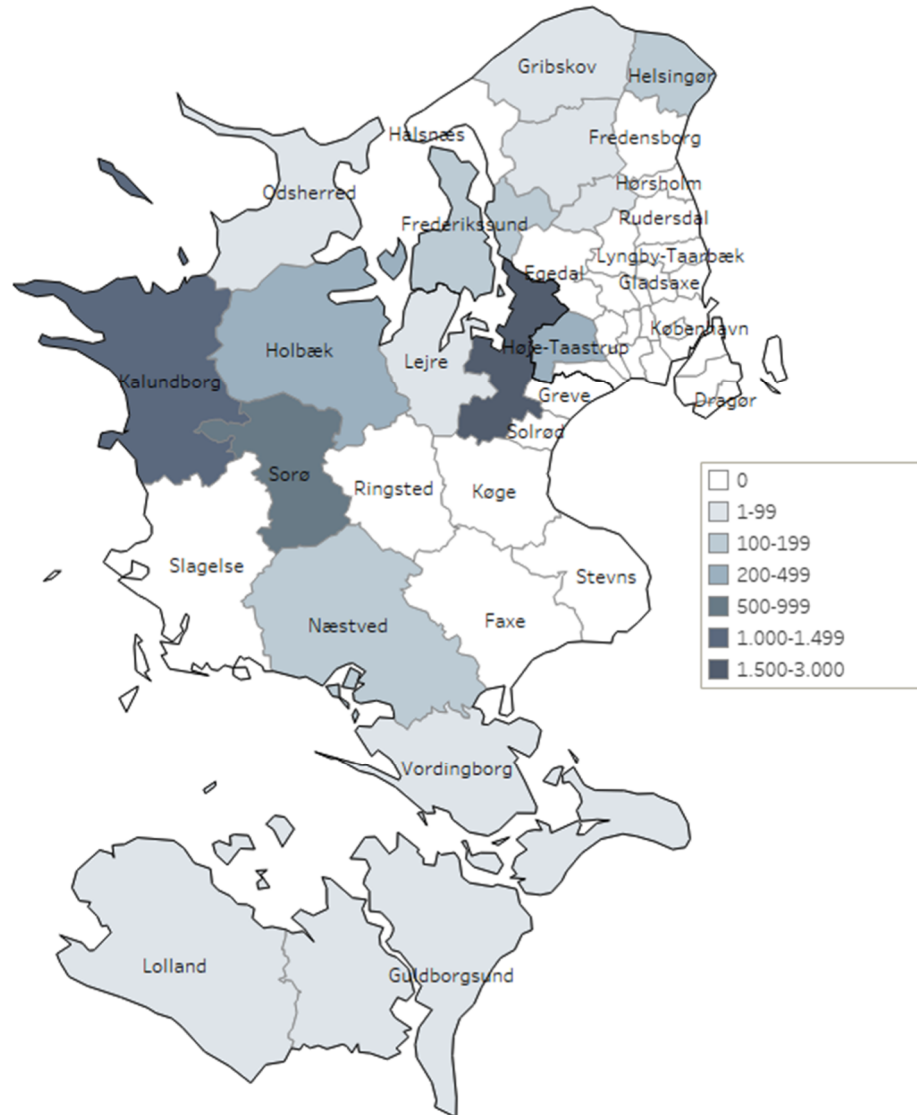 Gribskov
Helsingør
Halsnæs
Fredensborg
Hørsholm
Odsherred
Rudersdal
Frederikssund
Lyngby-Taarbæk
Egedal
Gladsaxe
København
Holbæk
Høje-Taastrup
Lejre
Kalundborg
Greve
Dragør
Solrød
Sorø
Ringsted
Køge
Slagelse
Stevns
Næstved
Faxe
Vordingborg
Lolland
Guldborgsund
0
1-99
100-199
200-499
500-999
1.000-1.499
1.500-3.000